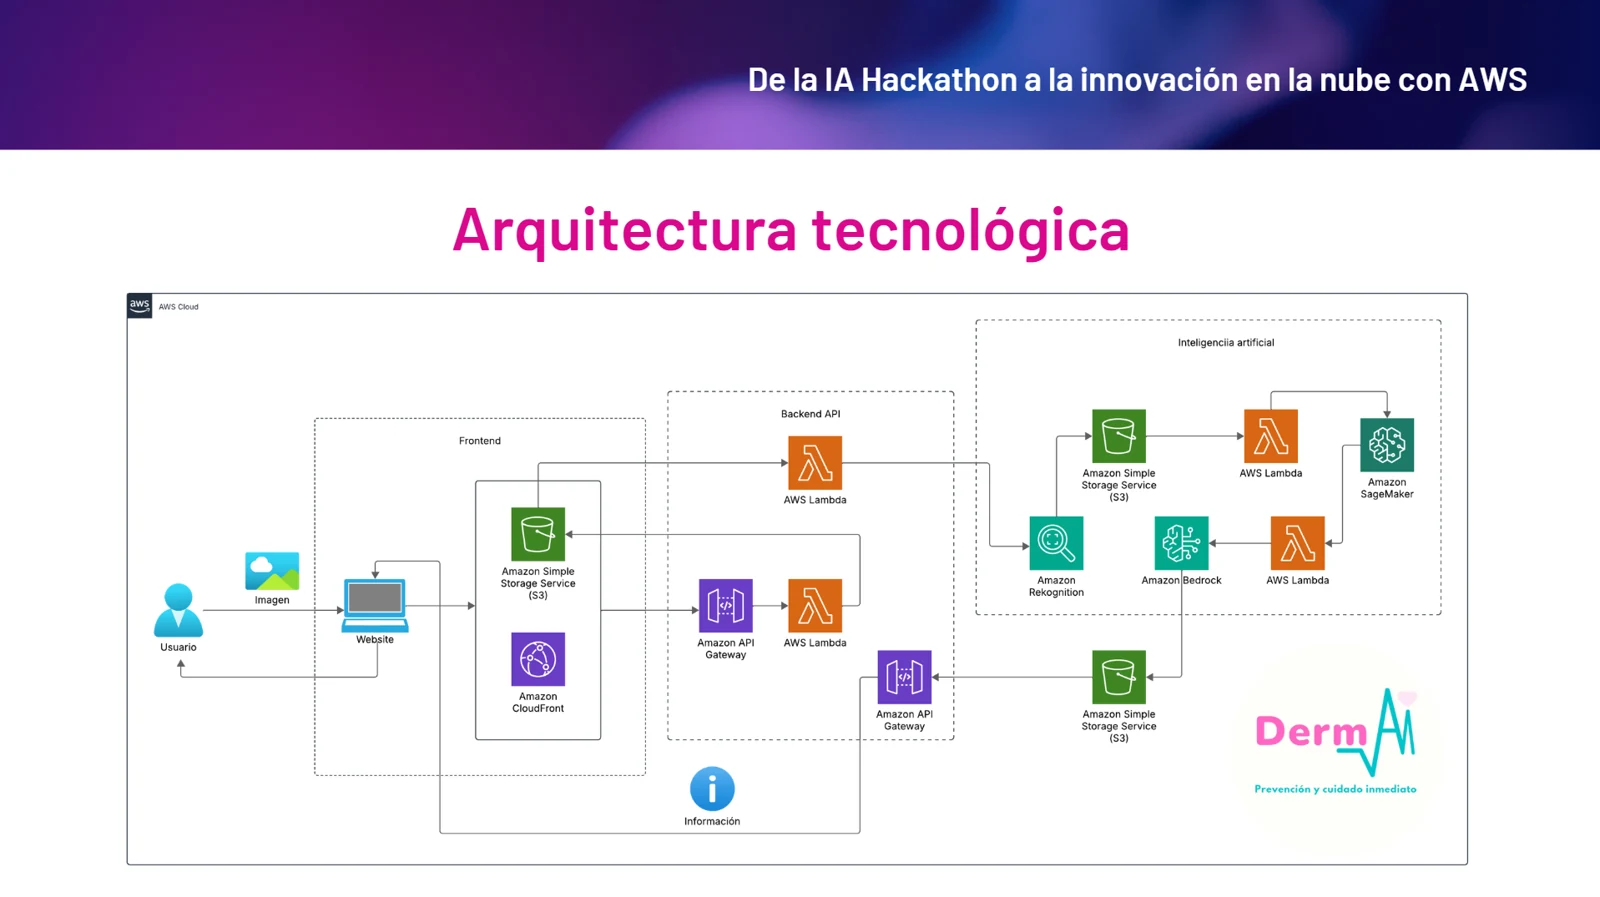 De la IA Hackathon a la innovación en la nube con AWS
Arquitectura tecnológica
aws
AWS Cloud
Inteligenciia artificial
Backend API
Frontend
AWS Lambda
Amazon Simple
Storage Service
(S3)
AWS Lambda
Amazon
SageMaker
Imagen
Usuario
Website
Amazon Simple
Storage Service
(S3)
Amazon
CloudFront
Amazon API
Gateway
AWS Lambda
Amazon
Rekognition
Amazon Bedrock
AWS Lambda
Amazon API
Gateway
Amazon Simple
Storage Service
(S3)
i
Información
DermAi
Prevención y cuidado inmediato